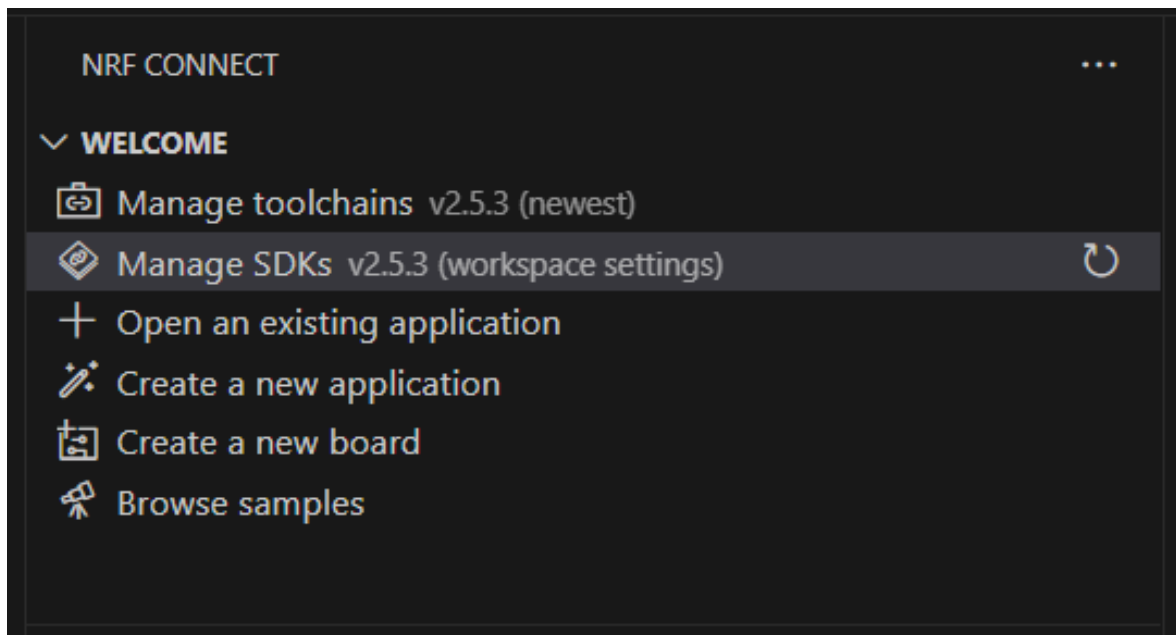 NRF CONNECT
WELCOME
Manage toolchains v2.5.3 (newest)
Manage SDKs v2.5.3 (workspace settings)
Open an existing application
Create a new application
Create a new board
Browse samples